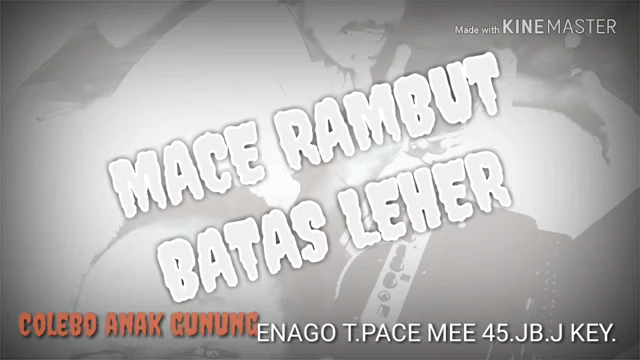 Made with KINEMASTER
MACE RAMBUT
BATAS LEHER
COLEBO ANAK GUNUNG
ENAGO T.PACE MEE 45.JB.J KEY.